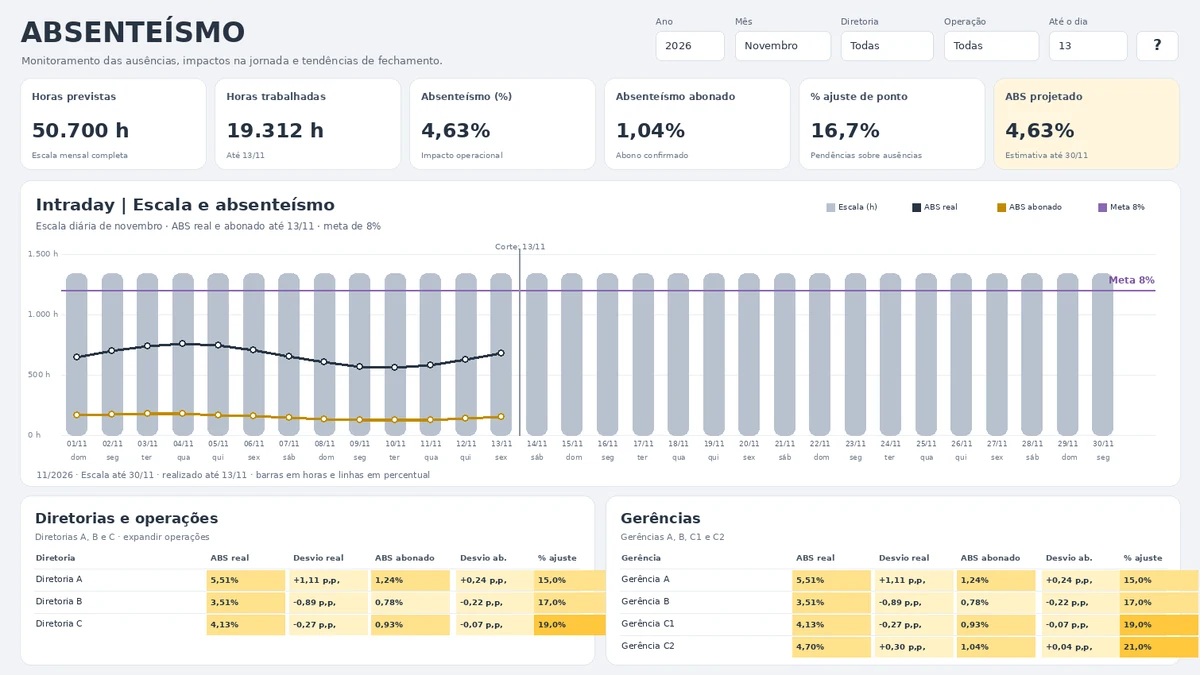 ABSENTEÍSMO
Monitoramento das ausências, impactos na jornada e tendências de fechamento.
Ano Mês Diretoria Operação Até o dia
2026 Novembro Todas Todas 13 ?
Horas previstas
50.700 h
Escala mensal completa
Horas trabalhadas
19.312 h
Até 13/11
Absenteísmo (%)
4,63%
Impacto operacional
Absenteísmo abonado
1,04%
Abono confirmado
% ajuste de ponto
16,7%
Pendências sobre ausências
ABS projetado
4,63%
Estimativa até 30/11
Intraday | Escala e absenteísmo
Escala diária de novembro · ABS real e abonado até 13/11 · meta de 8%
Escala (h) ABS real ABS abonado Meta 8%
Corte: 13/11
1.500 h
Meta 8%
1.000 h
500 h
0 h
01/11 02/11 03/11 04/11 05/11 06/11 07/11 08/11 09/11 10/11 11/11 12/11 13/11 14/11 15/11 16/11 17/11 18/11 19/11 20/11 21/11 22/11 23/11 24/11 25/11 26/11 27/11 28/11 29/11 30/11
dom seg ter qua qui sex sáb dom seg ter qua qui sex sáb dom seg ter qua qui sex sáb dom seg ter qua qui sex sáb dom seg
11/2026 · Escala até 30/11 · realizado até 13/11 · barras em horas e linhas em percentual
Diretorias e operações
Diretorias A, B e C · expandir operações
Diretoria ABS real Desvio real ABS abonado Desvio ab. % ajuste
Diretoria A 5,51% +1,11 p,p, 1,24% +0,24 p,p, 15,0%
Diretoria B 3,51% -0,89 p,p, 0,78% -0,22 p,p, 17,0%
Diretoria C 4,13% -0,27 p,p, 0,93% -0,07 p,p, 19,0%
Gerências
Gerências A, B, C1 e C2
Gerência ABS real Desvio real ABS abonado Desvio ab. % ajuste
Gerência A 5,51% +1,11 p,p, 1,24% +0,24 p,p, 15,0%
Gerência B 3,51% -0,89 p,p, 0,78% -0,22 p,p, 17,0%
Gerência C1 4,13% -0,27 p,p, 0,93% -0,07 p,p, 19,0%
Gerência C2 4,70% +0,30 p,p, 1,04% +0,04 p,p, 21,0%